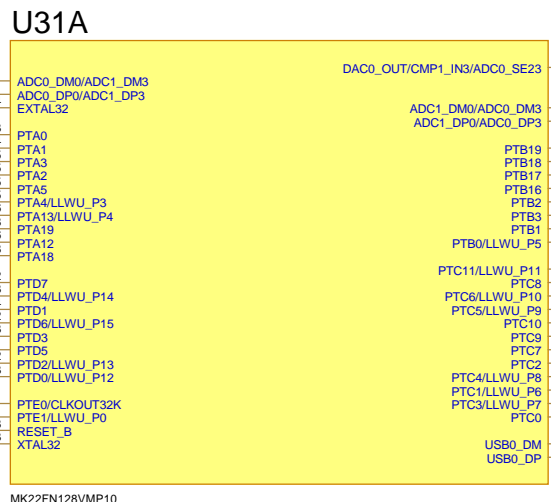 U31A
DAC0_OUT/CMP1_IN3/ADC0_SE23
ADC0_DM0/ADC1_DM3
ADC0_DP0/ADC1_DP3
EXTAL32
ADC1_DM0/ADC0_DM3
ADC1_DP0/ADC0_DP3
PTA0
PTA1
PTA3
PTA2
PTA5
PTA4/LLWU_P3
PTA13/LLWU_P4
PTA19
PTA12
PTA18
PTB19
PTB18
PTB17
PTB16
PTB2
PTB3
PTB1
PTB0/LLWU_P5
PTD7
PTD4/LLWU_P14
PTD1
PTD6/LLWU_P15
PTD3
PTD5
PTD2/LLWU_P13
PTD0/LLWU_P12
PTC11/LLWU_P11
PTC8
PTC6/LLWU_P10
PTC5/LLWU_P9
PTC10
PTC9
PTC7
PTC2
PTC4/LLWU_P8
PTC1/LLWU_P6
PTC3/LLWU_P7
PTC0
PTE0/CLKOUT32K
PTE1/LLWU_P0
RESET_B
XTAL32
USB0_DM
USB0_DP
MK22FN128VMP10